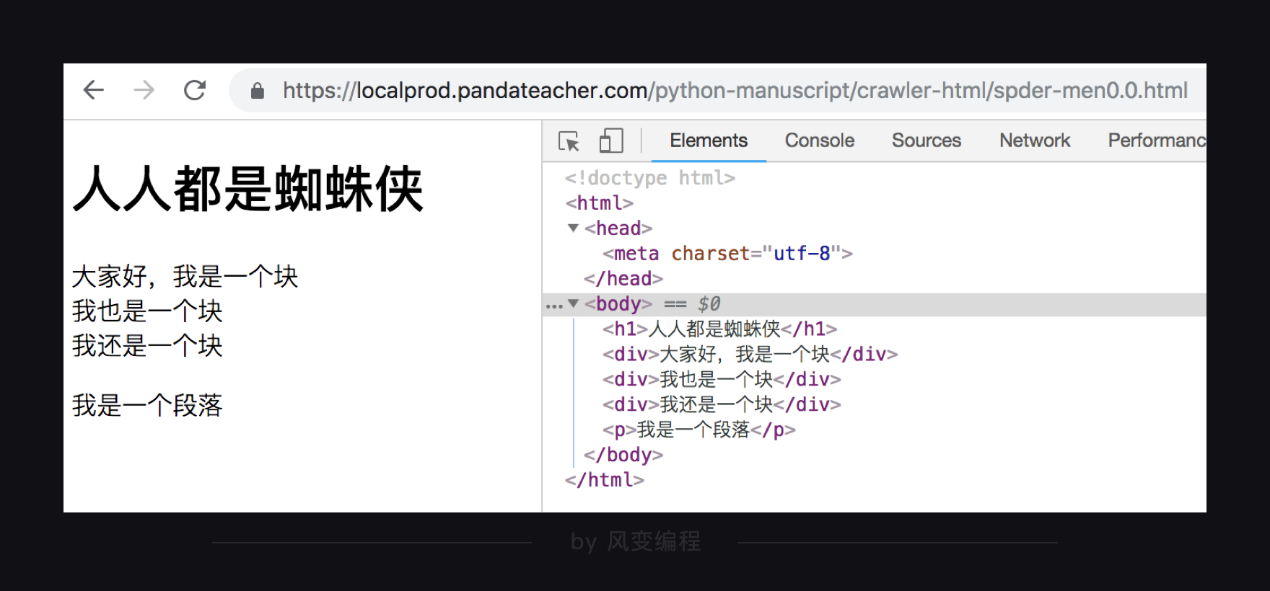 https://localprod.pandateacher.com/python-manuscript/crawler-html/spder-men0.0.html
人人都是蜘蛛侠
大家好，我是一个块
我也是一个块
我还是一个块
我是一个段落
Elements Console Sources Network Performanc
<!doctype html>
<html>
▼<head>
<meta charset="utf-8">
</head>
…▼<body> == $0
<h1>人人都是蜘蛛侠</h1>
<div>大家好，我是一个块</div>
<div>我也是一个块</div>
<div>我还是一个块</div>
<p>我是一个段落</p>
</body>
</html>
by 风变编程